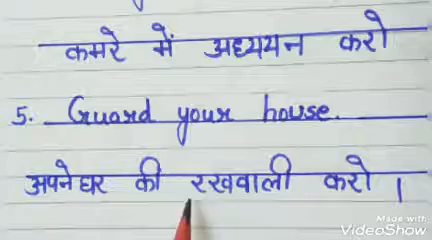 कमरे में अध्ययन करो
5. Guard your house.
अपने घर की रखवाली करो ।
Made with
VideoShow